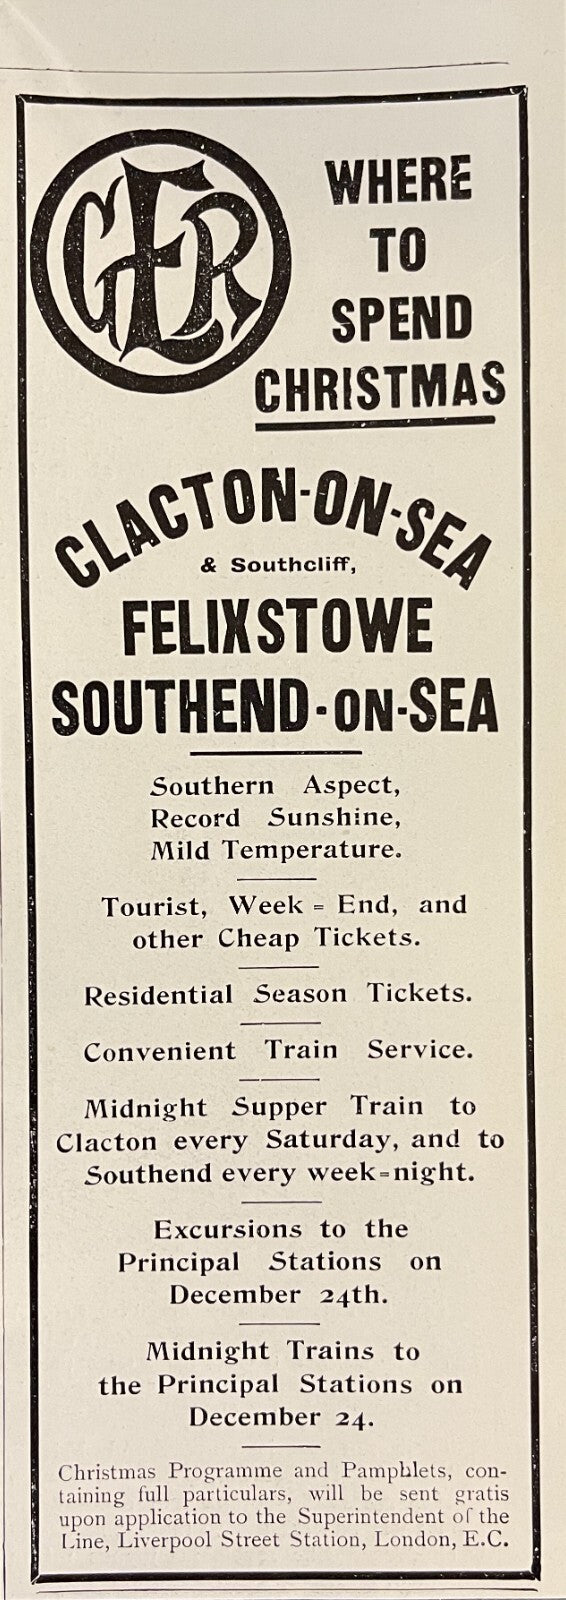 GER
WHERE
TO
SPEND
CHRISTMAS
CLACTON-ON-SEA
& Southcliff,
FELIXSTOWE
SOUTHEND-ON-SEA
Southern Aspect,
Record Sunshine,
Mild Temperature.
Tourist, Week=End, and
other Cheap Tickets.
Residential Season Tickets.
Convenient Train Service.
Midnight Supper Train to
Clacton every Saturday, and to
Southend every week=night.
Excursions to the
Principal Stations on
December 24th.
Midnight Trains to
the Principal Stations on
December 24.
Christmas Programme and Pamphlets, con-
taining full particulars, will be sent gratis
upon application to the Superintendent of the
Line, Liverpool Street Station, London, E.C.